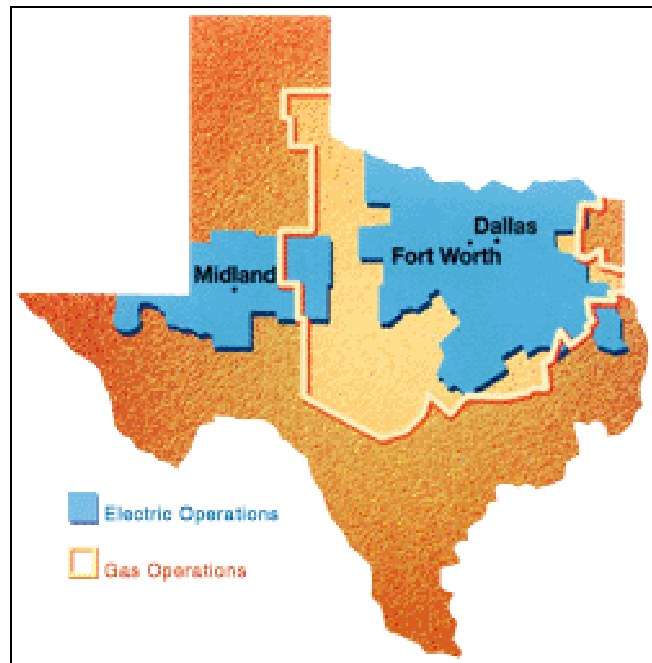 Dallas
Fort Worth
Midland
Electric Operations
Gas Operations